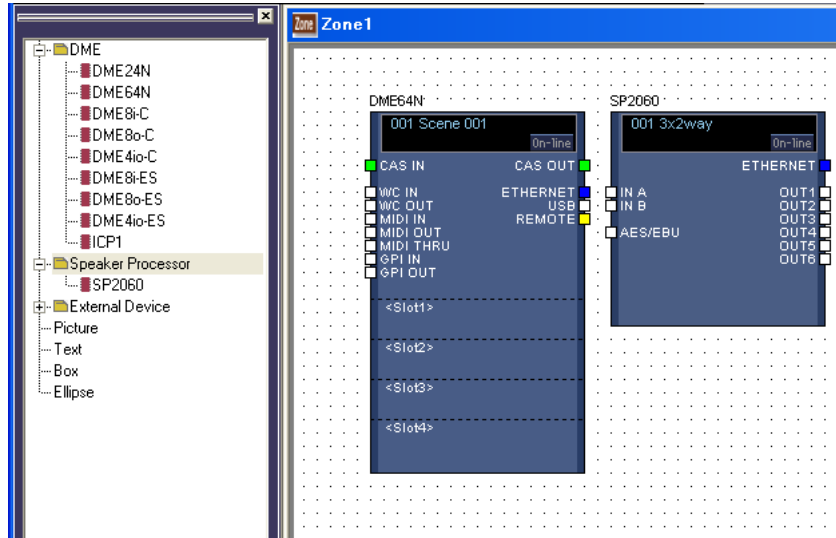 DME
DME24N
DME64N
DME8i-C
DME8o-C
DME4io-C
DME8i-ES
DME8o-ES
DME4io-ES
ICP1
Speaker Processor
SP2060
External Device
Picture
Text
Box
Ellipse
Zone Zone1
DME64N
001 Scene 001
On-line
CAS IN CAS OUT
WC IN ETHERNET
WC OUT USB
MIDI IN REMOTE
MIDI OUT
MIDI THRU
GPI IN
GPI OUT
<Slot1>
<Slot2>
<Slot3>
<Slot4>
SP2060
001 3x2way
On-line
ETHERNET
IN A OUT1
IN B OUT2
OUT3
AES/EBU OUT4
OUT5
OUT6